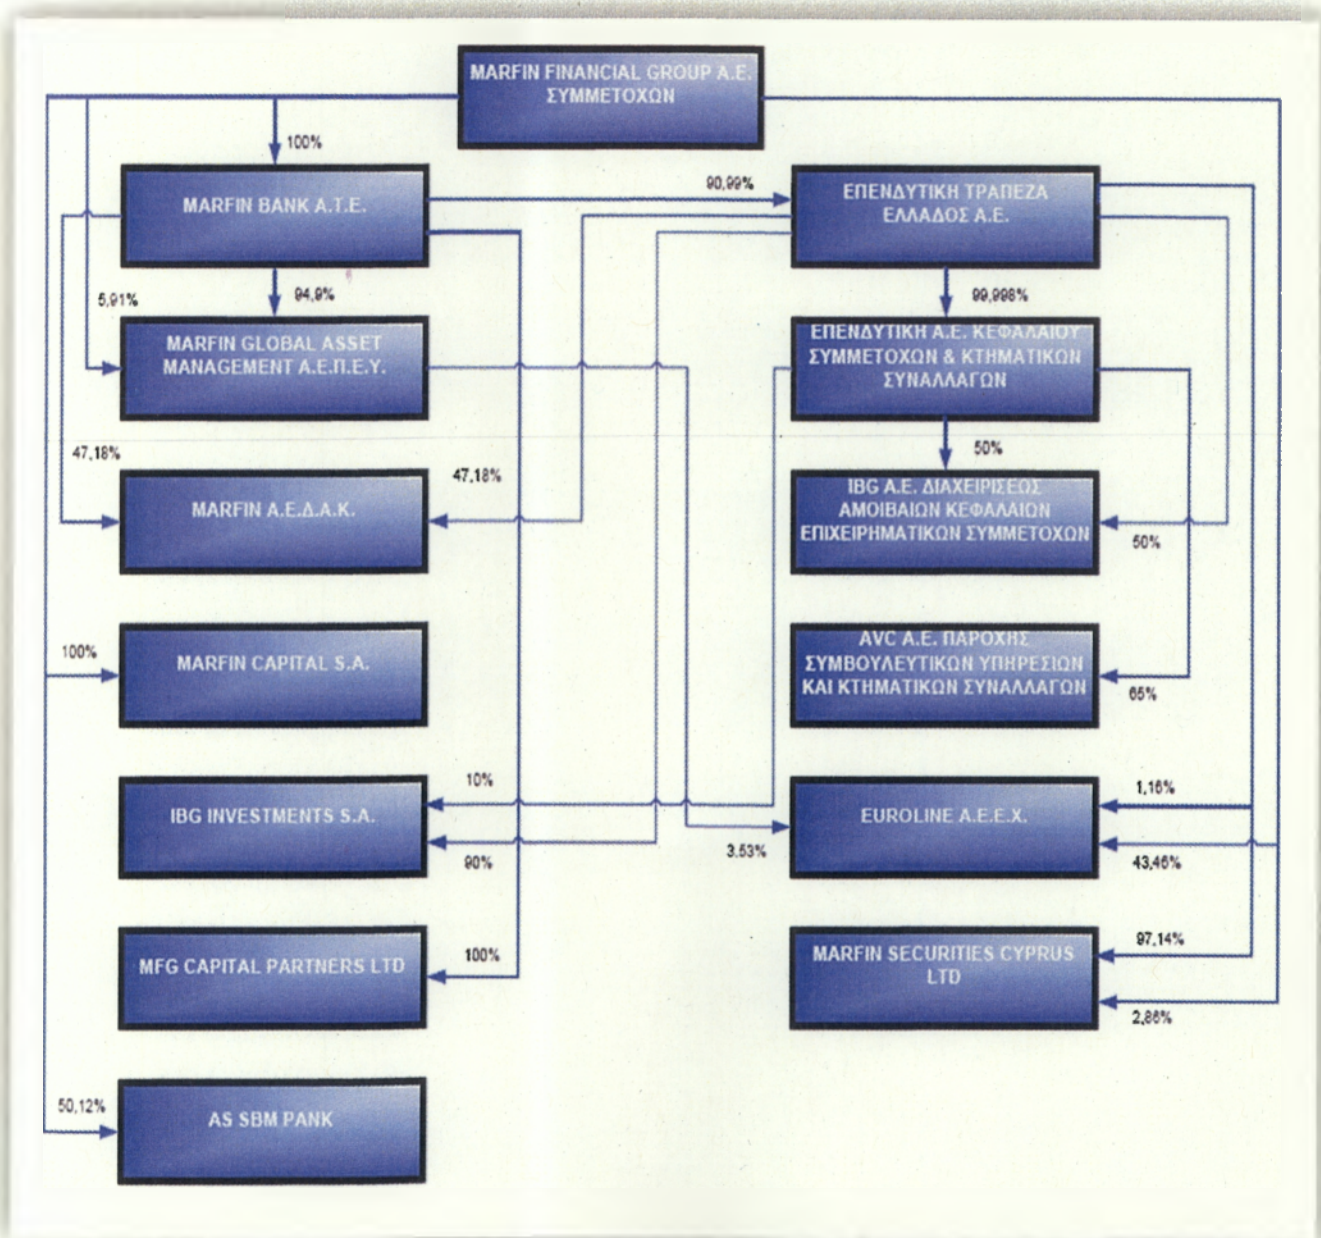 MARFIN FINANCIAL GROUP Α.Ε.
ΣΥΜΜΕΤΟΧΩΝ
100%
MARFIN BANK Α.Τ.Ε.
90,99%
ΕΠΕΝΔΥΤΙΚΗ ΤΡΑΠΕΖΑ
ΕΛΛΑΔΟΣ Α.Ε.
5,91%
94,9%
99,998%
MARFIN GLOBAL ASSET
MANAGEMENT Α.Ε.Π.Ε.Υ.
ΕΠΕΝΔΥΤΙΚΗ Α.Ε. ΚΕΦΑΛΑΙΟΥ
ΣΥΜΜΕΤΟΧΩΝ & ΚΤΗΜΑΤΙΚΩΝ
ΣΥΝΑΛΛΑΓΩΝ
47,18%
47,18%
50%
MARFIN Α.Ε.Δ.Α.Κ.
IBG Α.Ε. ΔΙΑΧΕΙΡΙΣΕΩΣ
ΑΜΟΙΒΑΙΩΝ ΚΕΦΑΛΑΙΩΝ
ΕΠΙΧΕΙΡΗΜΑΤΙΚΩΝ ΣΥΜΜΕΤΟΧΩΝ
50%
100%
MARFIN CAPITAL S.A.
AVC Α.Ε. ΠΑΡΟΧΗΣ
ΣΥΜΒΟΥΛΕΥΤΙΚΩΝ ΥΠΗΡΕΣΙΩΝ
ΚΑΙ ΚΤΗΜΑΤΙΚΩΝ ΣΥΝΑΛΛΑΓΩΝ
65%
IBG INVESTMENTS S.A.
10%
90%
3.53%
EUROLINE Α.Ε.Ε.Χ.
1,16%
43,46%
MFG CAPITAL PARTNERS LTD
100%
MARFIN SECURITIES CYPRUS
LTD
97,14%
2,86%
50,12%
AS SBM PANK